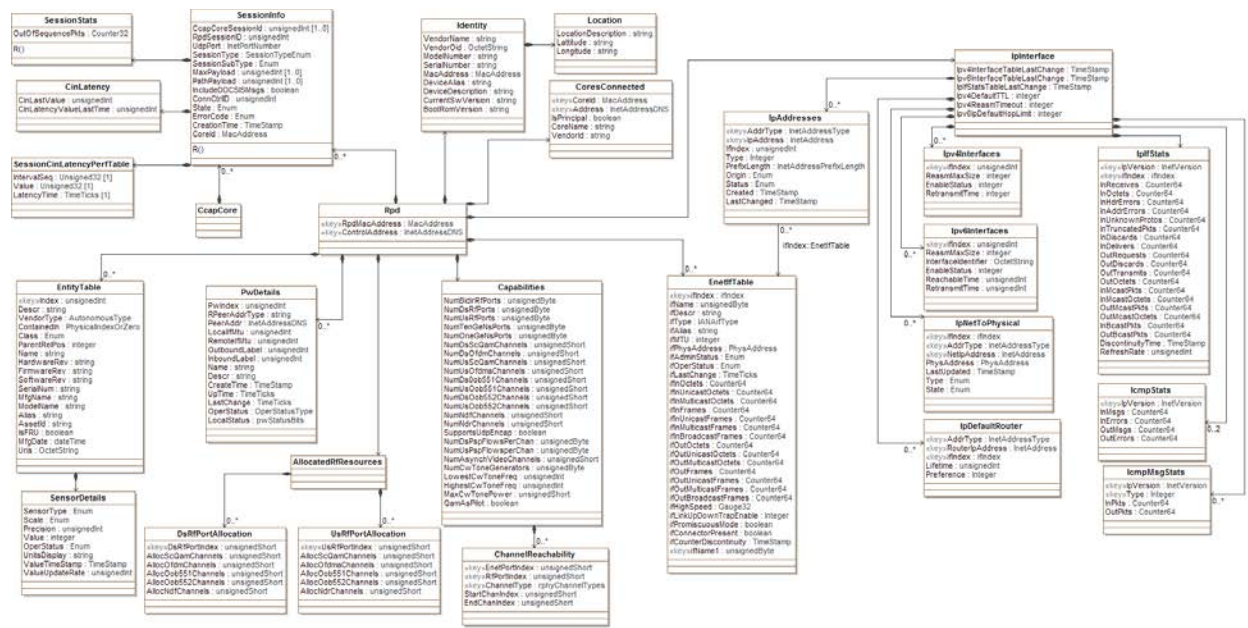 SessionStats
OutOfSequencePkts : Counter32
R()
CinLatency
CinLastValue : unsignedInt
CinLatencyValueLastTime : unsignedInt
SessionCinLatencyPerfTable
IntervalSeq : Unsigned32 [1]
Value : Unsigned32 [1]
LatencyTime : TimeTicks [1]
SessionInfo
CcapCoreSessionId : unsignedInt [1..0]
RpdSessionID : unsignedInt
UdpPort : InetPortNumber
SessionType : SessionTypeEnum
SessionSubType : Enum
MaxPayload : unsignedInt [1..0]
PathPayload : unsignedInt [1..0]
IncludeDOCSISMsgs : boolean
ConnCtrlID : unsignedInt
State : Enum
ErrorCode : Enum
CreationTime : TimeStamp
CoreId : MacAddress
R()
0..*
0..*
CcapCore
Identity
VendorName : string
VendorOid : OctetString
ModelNumber : string
SerialNumber : string
MacAddress : MacAddress
DeviceAlias : string
DeviceDescription : string
CurrentSwVersion : string
BootRomVersion : string
Location
LocationDescription : string
Lattitude : string
Longitude : string
CoresConnected
«key»CoreId : MacAddress
«key»Address : InetAddressDNS
IsPrincipal : boolean
CoreName : string
VendorId : string
Rpd
«key»RpdMacAddress : MacAddress
«key»ControlAddress : InetAddressDNS
IpInterface
Ipv4InterfaceTableLastChange : TimeStamp
Ipv6InterfaceTableLastChange : TimeStamp
IpIfStatsTableLastChange : TimeStamp
Ipv4DefaultTTL : integer
Ipv4ReasmTimeout : integer
Ipv6IpDefaultHopLimit : integer
0..*
IpAddresses
«key»AddrType : InetAddressType
«key»IpAddress : InetAddress
IfIndex : unsignedInt
Type : Integer
PrefixLength : InetAddressPrefixLength
Origin : Enum
Status : Enum
Created : TimeStamp
LastChanged : TimeStamp
0..*
ifIndex:EnetIfTable
0..*
Ipv4Interfaces
«key»IfIndex : unsignedInt
ReasmMaxSize : integer
EnableStatus : integer
RetransmitTime : integer
Ipv6Interfaces
«key»IfIndex : unsignedInt
ReasmMaxSize : integer
InterfaceIdentifier : OctetString
EnableStatus : integer
ReachableTime : unsignedInt
RetransmitTime : unsignedInt
0..*
IpNetToPhysical
«key»IfIndex : ifIndex
«key»AddrType : InetAddressType
«key»NetIpAddress : InetAddress
PhysAddress : PhysAddress
LastUpdated : TimeStamp
Type : Enum
State : Enum
0..*
IpDefaultRouter
«key»AddrType : InetAddressType
«key»RouterIpAddress : InetAddress
«key»IfIndex : ifIndex
Lifetime : unsignedInt
Preference : Integer
0..*
IpIfStats
«key»IpVersion : InetVersion
«key»IfIndex : ifIndex
InReceives : Counter64
InOctets : Counter64
InHdrErrors : Counter64
InAddrErrors : Counter64
InUnknownProtos : Counter64
InTruncatedPkts : Counter64
InDiscards : Counter64
InDelivers : Counter64
OutRequests : Counter64
OutDiscards : Counter64
OutTransmits : Counter64
OutOctets : Counter64
InMcastPkts : Counter64
InMcastOctets : Counter64
OutMcastPkts : Counter64
OutMcastOctets : Counter64
InBcastPkts : Counter64
OutBcastPkts : Counter64
DiscontinuityTime : TimeStamp
RefreshRate : unsignedInt
IcmpStats
«key»IpVersion : InetVersion
InMsgs : Counter64
InErrors : Counter64
OutMsgs : Counter64
OutErrors : Counter64
0..2
IcmpMsgStats
«key»IpVersion : InetVersion
«key»Type : Integer
InPkts : Counter64
OutPkts : Counter64
0..*
0..*
EntityTable
«key»Index : unsignedInt
Descr : string
VendorType : AutonomousType
ContainedIn : PhysicalIndexOrZero
Class : Enum
ParentRelPos : integer
Name : string
HardwareRev : string
FirmwareRev : string
SoftwareRev : string
SerialNum : string
MfgName : string
ModelName : string
Alias : string
AssetId : string
IsFRU : boolean
MfgDate : dateTime
Uris : OctetString
SensorDetails
SensorType : Enum
Scale : Enum
Precision : unsignedInt
Value : integer
OperStatus : Enum
UnitsDisplay : string
ValueTimeStamp : TimeStamp
ValueUpdateRate : unsignedInt
PwDetails
PwIndex : unsignedInt
RPeerAddrType : string
PeerAddr : InetAddressDNS
LocalIfMtu : unsignedInt
RemoteIfMtu : unsignedInt
OutboundLabel : unsignedInt
InboundLabel : unsignedInt
Name : string
Descr : string
CreateTime : TimeStamp
UpTime : TimeTicks
LastChange : TimeTicks
OperStatus : OperStatusType
LocalStatus : pwStatusBits
0..*
AllocatedRfResources
0..*
0..*
DsRfPortAllocation
«key»DsRfPortIndex : unsignedShort
AllocScQamChannels : unsignedShort
AllocOfdmChannels : unsignedShort
AllocOob551Channels : unsignedShort
AllocOob552Channels : unsignedShort
AllocNdfChannels : unsignedShort
UsRfPortAllocation
«key»UsRfPortIndex : unsignedShort
AllocScQamChannels : unsignedShort
AllocOfdmaChannels : unsignedShort
AllocOob551Channels : unsignedShort
AllocOob552Channels : unsignedShort
AllocNdrChannels : unsignedShort
Capabilities
NumBidirRfPorts : unsignedByte
NumDsRfPorts : unsignedByte
NumUsRfPorts : unsignedByte
NumTenGeNsPorts : unsignedByte
NumOneGeNsPorts : unsignedByte
NumDsScQamChannels : unsignedShort
NumDsOfdmChannels : unsignedShort
NumUsScQamChannels : unsignedShort
NumUsOfdmaChannels : unsignedShort
NumDsOob551Channels : unsignedShort
NumUsOob551Channels : unsignedShort
NumDsOob552Channels : unsignedShort
NumUsOob552Channels : unsignedShort
NumNdfChannels : unsignedShort
NumNdrChannels : unsignedShort
SupportsUdpEncap : boolean
NumDsPspFlowsPerChan : unsignedByte
NumUsPspFlowsPerChan : unsignedByte
NumAsynchVideoChannels : unsignedShort
NumCwToneGenerators : unsignedByte
LowestCwToneFreq : unsignedInt
HighestCwToneFreq : unsignedInt
MaxCwTonePower : unsignedShort
QamAsPilot : boolean
0..*
ChannelReachability
«key»EnetPortIndex : unsignedShort
«key»RfPortIndex : unsignedShort
«key»ChannelType : rphyChannelTypes
StartChanIndex : unsignedShort
EndChanIndex : unsignedShort
0..*
EnetIfTable
«key»IfIndex : ifIndex
ifName : unsignedByte
ifDescr : string
ifType : IANAifType
ifAlias : string
ifMTU : integer
ifPhysAddress : PhysAddress
ifAdminStatus : Enum
ifOperStatus : Enum
ifLastChange : TimeTicks
ifInOctets : Counter64
ifInUnicastOctets : Counter64
ifInMulticastOctets : Counter64
ifInFrames : Counter64
ifInUnicastFrames : Counter64
ifInMulticastFrames : Counter64
ifInBroadcastFrames : Counter64
ifOutOctets : Counter64
ifOutUnicastOctets : Counter64
ifOutMulticastOctets : Counter64
ifOutFrames : Counter64
ifOutUnicastFrames : Counter64
ifOutMulticastFrames : Counter64
ifOutBroadcastFrames : Counter64
ifHighSpeed : Gauge32
ifLinkUpDownTrapEnable : Integer
ifPromiscuousMode : boolean
ifConnectorPresent : boolean
ifCounterDiscontinuity : TimeStamp
«key»ifName1 : unsignedByte